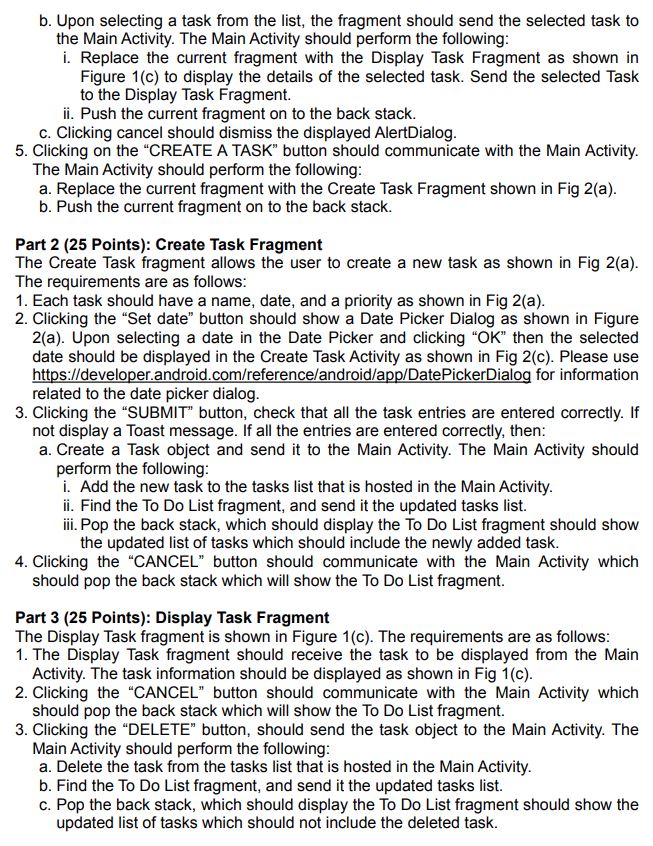 b. Upon selecting a task from the list, the fragment should send the selected task to
the Main Activity. The Main Activity should perform the following:
i. Replace the current fragment with the Display Task Fragment as shown in
Figure 1(c) to display the details of the selected task. Send the selected Task
to the Display Task Fragment.
ii. Push the current fragment on to the back stack.
c. Clicking cancel should dismiss the displayed AlertDialog.
5. Clicking on the “CREATE A TASK” button should communicate with the Main Activity.
The Main Activity should perform the following:
a. Replace the current fragment with the Create Task Fragment shown in Fig 2(a).
b. Push the current fragment on to the back stack.
Part 2 (25 Points): Create Task Fragment
The Create Task fragment allows the user to create a new task as shown in Fig 2(a).
The requirements are as follows:
1. Each task should have a name, date, and a priority as shown in Fig 2(a).
2. Clicking the “Set date” button should show a Date Picker Dialog as shown in Figure
2(a). Upon selecting a date in the Date Picker and clicking “OK” then the selected
date should be displayed in the Create Task Activity as shown in Fig 2(c). Please use
https://developer.android.com/reference/android/app/DatePickerDialog for information
related to the date picker dialog.
3. Clicking the “SUBMIT” button, check that all the task entries are entered correctly. If
not display a Toast message. If all the entries are entered correctly, then:
a. Create a Task object and send it to the Main Activity. The Main Activity should
perform the following:
i. Add the new task to the tasks list that is hosted in the Main Activity.
ii. Find the To Do List fragment, and send it the updated tasks list.
iii. Pop the back stack, which should display the To Do List fragment should show
the updated list of tasks which should include the newly added task.
4. Clicking the “CANCEL” button should communicate with the Main Activity which
should pop the back stack which will show the To Do List fragment.
Part 3 (25 Points): Display Task Fragment
The Display Task fragment is shown in Figure 1(c). The requirements are as follows:
1. The Display Task fragment should receive the task to be displayed from the Main
Activity. The task information should be displayed as shown in Fig 1(c).
2. Clicking the “CANCEL” button should communicate with the Main Activity which
should pop the back stack which will show the To Do List fragment.
3. Clicking the “DELETE” button, should send the task object to the Main Activity. The
Main Activity should perform the following:
a. Delete the task from the tasks list that is hosted in the Main Activity.
b. Find the To Do List fragment, and send it the updated tasks list.
c. Pop the back stack, which should display the To Do List fragment should show the
updated list of tasks which should not include the deleted task.